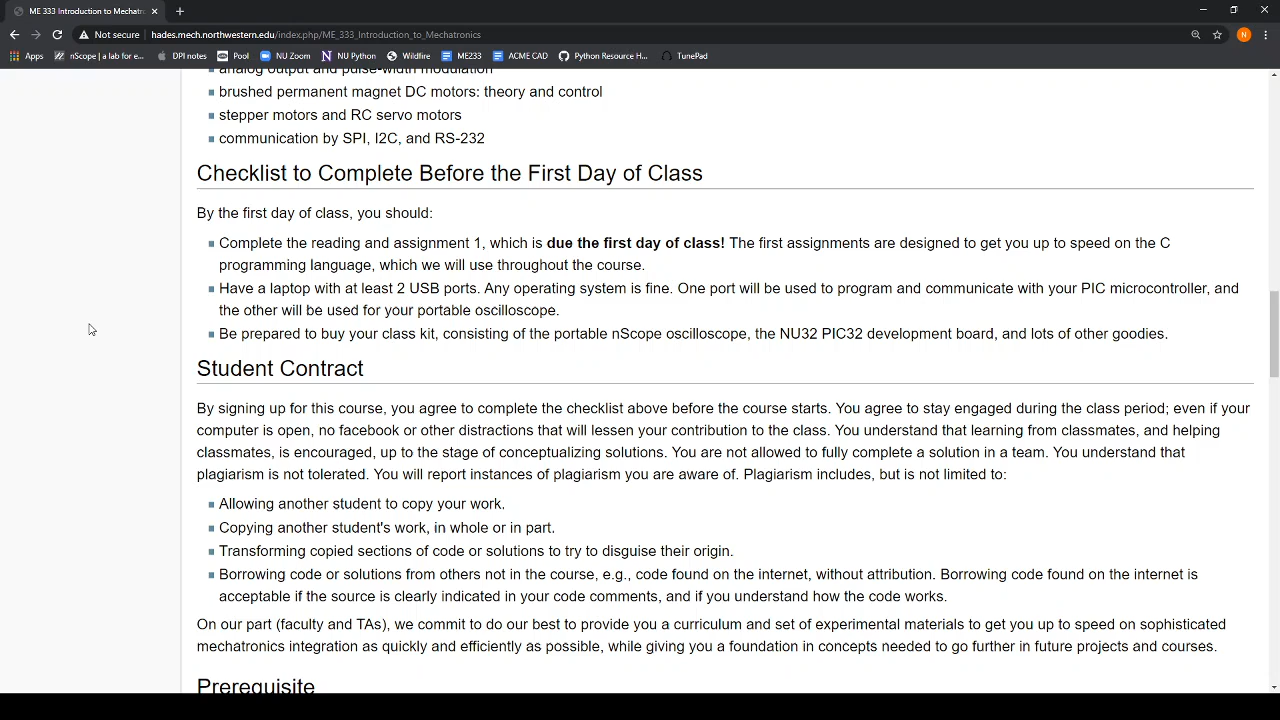 ME 333 Introduction to Mechatr
Not secure | hades.mech.northwestern.edu/index.php/ME_333_Introduction_to_Mechatronics
N
Apps nScope | a lab for e... DPI notes Pool NU Zoom NU Python Wildfire ME233 ACME CAD Python Resource H... TunePad
analog output and pulse-width modulation
brushed permanent magnet DC motors: theory and control
stepper motors and RC servo motors
communication by SPI, I2C, and RS-232
Checklist to Complete Before the First Day of Class
By the first day of class, you should:
Complete the reading and assignment 1, which is due the first day of class! The first assignments are designed to get you up to speed on the C
programming language, which we will use throughout the course.
Have a laptop with at least 2 USB ports. Any operating system is fine. One port will be used to program and communicate with your PIC microcontroller, and
the other will be used for your portable oscilloscope.
Be prepared to buy your class kit, consisting of the portable nScope oscilloscope, the NU32 PIC32 development board, and lots of other goodies.
Student Contract
By signing up for this course, you agree to complete the checklist above before the course starts. You agree to stay engaged during the class period; even if your
computer is open, no facebook or other distractions that will lessen your contribution to the class. You understand that learning from classmates, and helping
classmates, is encouraged, up to the stage of conceptualizing solutions. You are not allowed to fully complete a solution in a team. You understand that
plagiarism is not tolerated. You will report instances of plagiarism you are aware of. Plagiarism includes, but is not limited to:
Allowing another student to copy your work.
Copying another student's work, in whole or in part.
Transforming copied sections of code or solutions to try to disguise their origin.
Borrowing code or solutions from others not in the course, e.g., code found on the internet, without attribution. Borrowing code found on the internet is
acceptable if the source is clearly indicated in your code comments, and if you understand how the code works.
On our part (faculty and TAs), we commit to do our best to provide you a curriculum and set of experimental materials to get you up to speed on sophisticated
mechatronics integration as quickly and efficiently as possible, while giving you a foundation in concepts needed to go further in future projects and courses.
Prerequisite